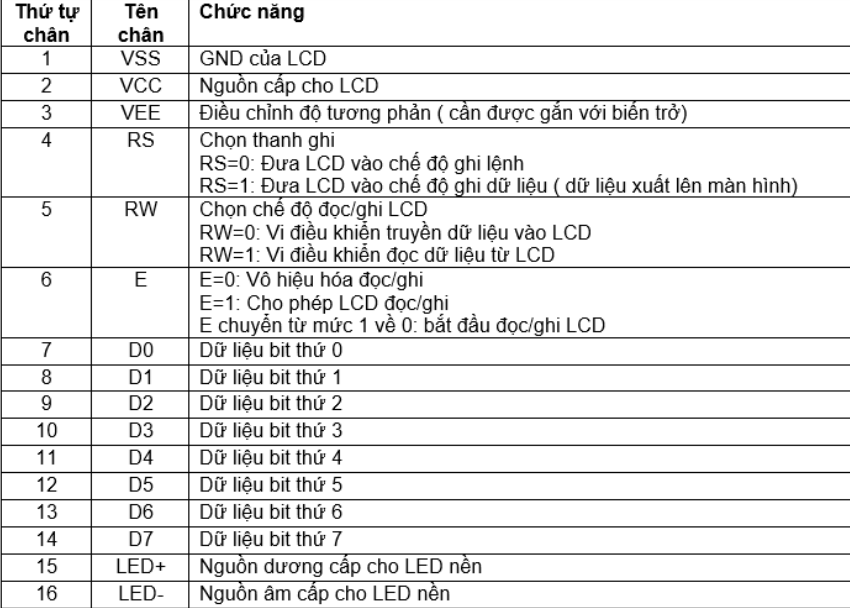 Thứ tự chân Tên chân Chức năng
1 VSS GND của LCD
2 VCC Nguồn cấp cho LCD
3 VEE Điều chỉnh độ tương phản ( cần được gắn với biến trở)
4 RS Chọn thanh ghi
RS=0: Đưa LCD vào chế độ ghi lệnh
RS=1: Đưa LCD vào chế độ ghi dữ liệu ( dữ liệu xuất lên màn hình)
5 RW Chọn chế độ đọc/ghi LCD
RW=0: Vi điều khiển truyền dữ liệu vào LCD
RW=1: Vi điều khiển đọc dữ liệu từ LCD
6 E E=0: Vô hiệu hóa đọc/ghi
E=1: Cho phép LCD đọc/ghi
E chuyển từ mức 1 về 0: bắt đầu đọc/ghi LCD
7 D0 Dữ liệu bit thứ 0
8 D1 Dữ liệu bit thứ 1
9 D2 Dữ liệu bit thứ 2
10 D3 Dữ liệu bit thứ 3
11 D4 Dữ liệu bit thứ 4
12 D5 Dữ liệu bit thứ 5
13 D6 Dữ liệu bit thứ 6
14 D7 Dữ liệu bit thứ 7
15 LED+ Nguồn dương cấp cho LED nền
16 LED- Nguồn âm cấp cho LED nền